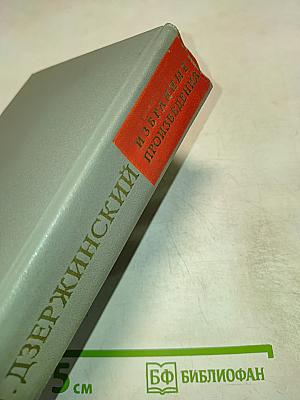 ИЗБРАННЫЕ
ПРОИЗВЕДЕНИЯ
. ДЗЕРЖИНСКИЙ
5 см
БФ БИБЛИОФАН